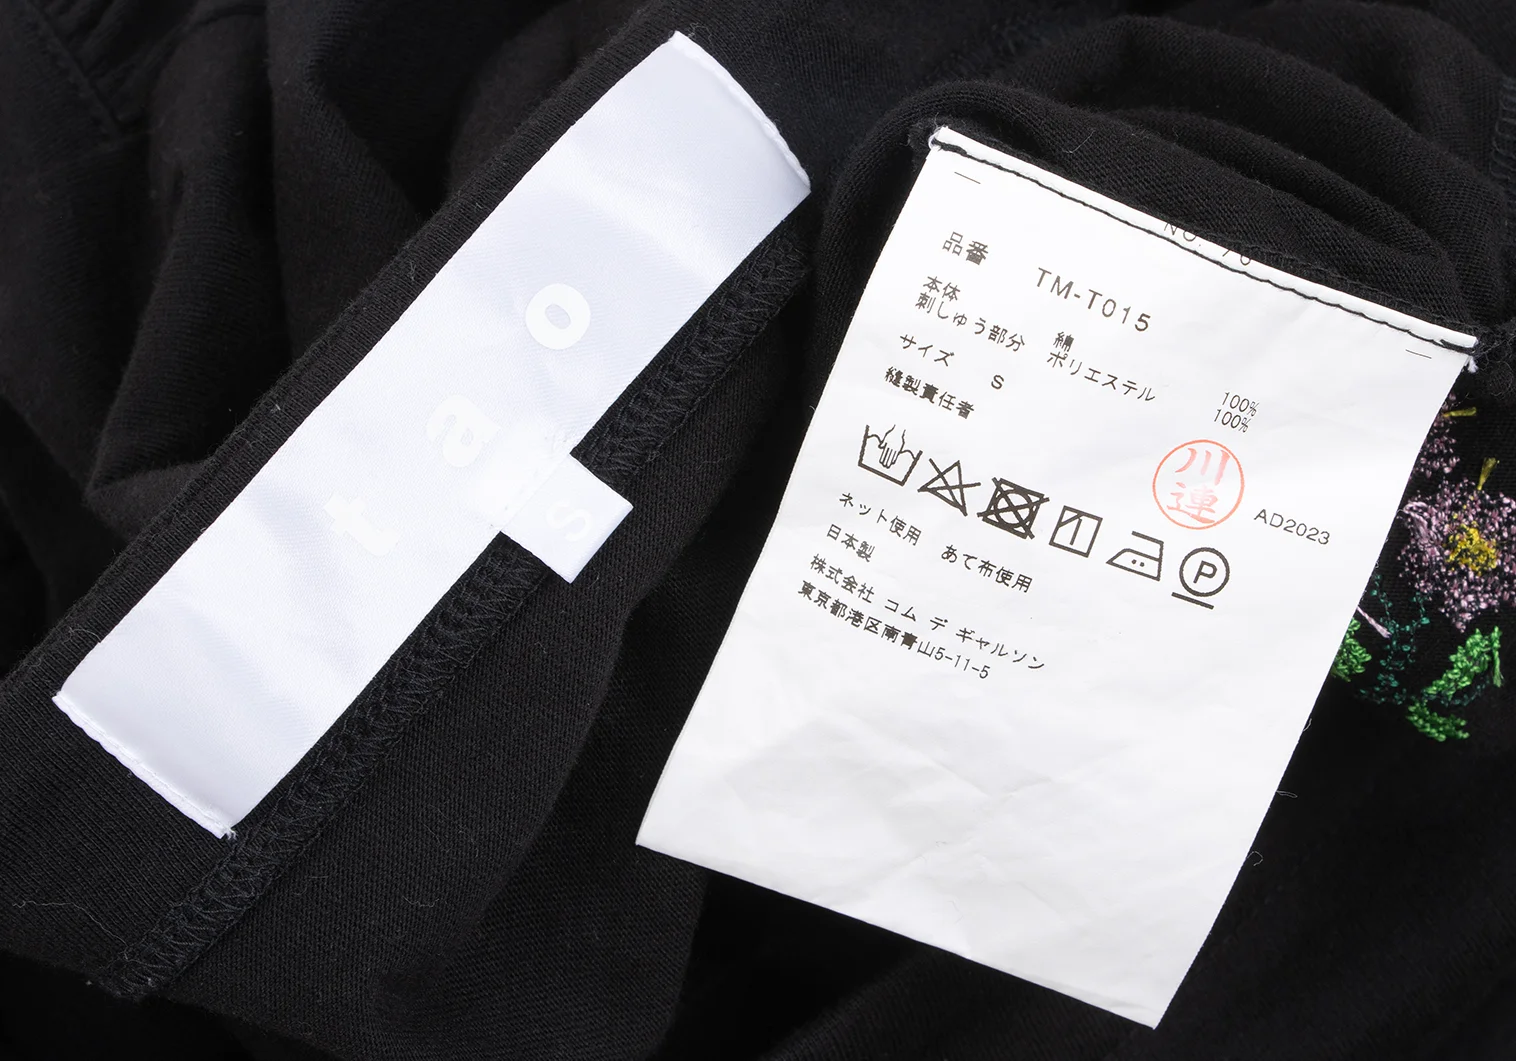 tao
S
品番 TM-T015
本体 綿 100%
刺しゅう部分 ポリエステル 100%
サイズ S
縫製責任者
川連
AD2023
P
ネット使用 あて布使用
日本製
株式会社 コム デ ギャルソン
東京都港区南青山5-11-5